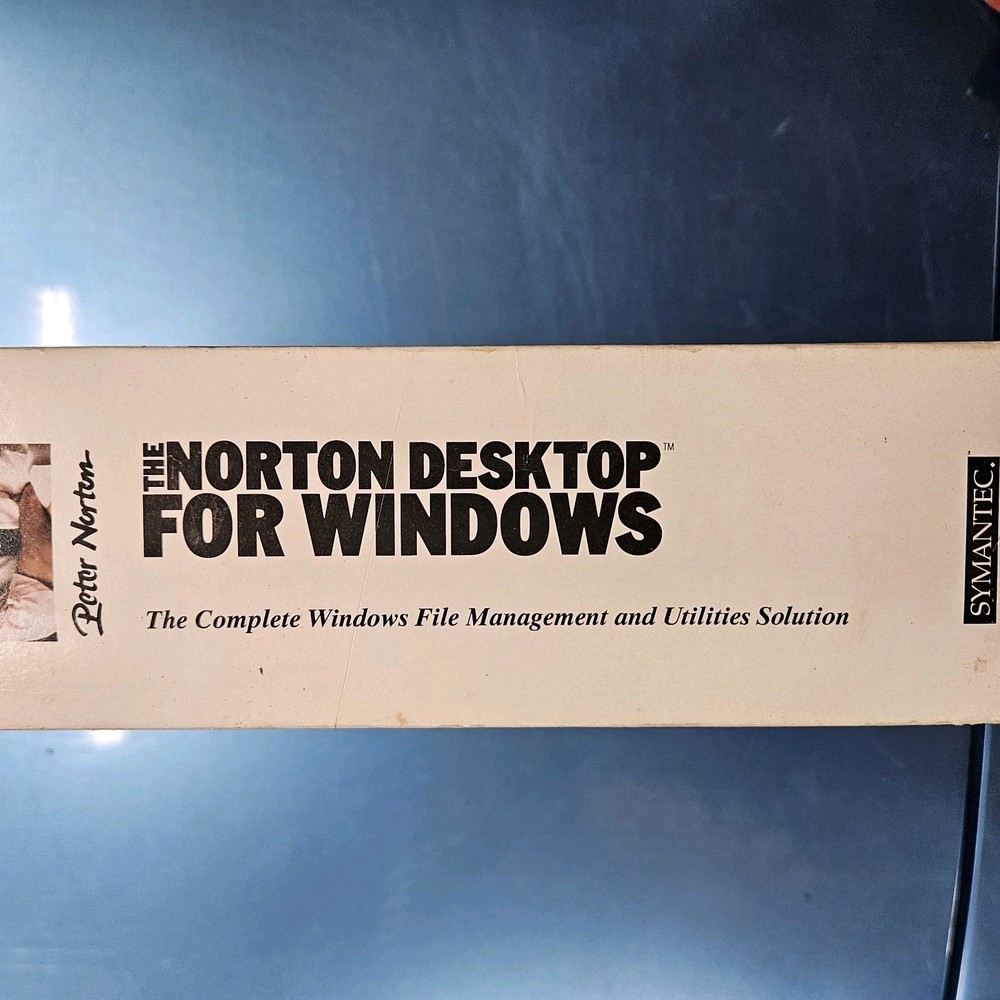 Peter Norton
THE NORTON DESKTOP™
FOR WINDOWS
The Complete Windows File Management and Utilities Solution
SYMANTEC.